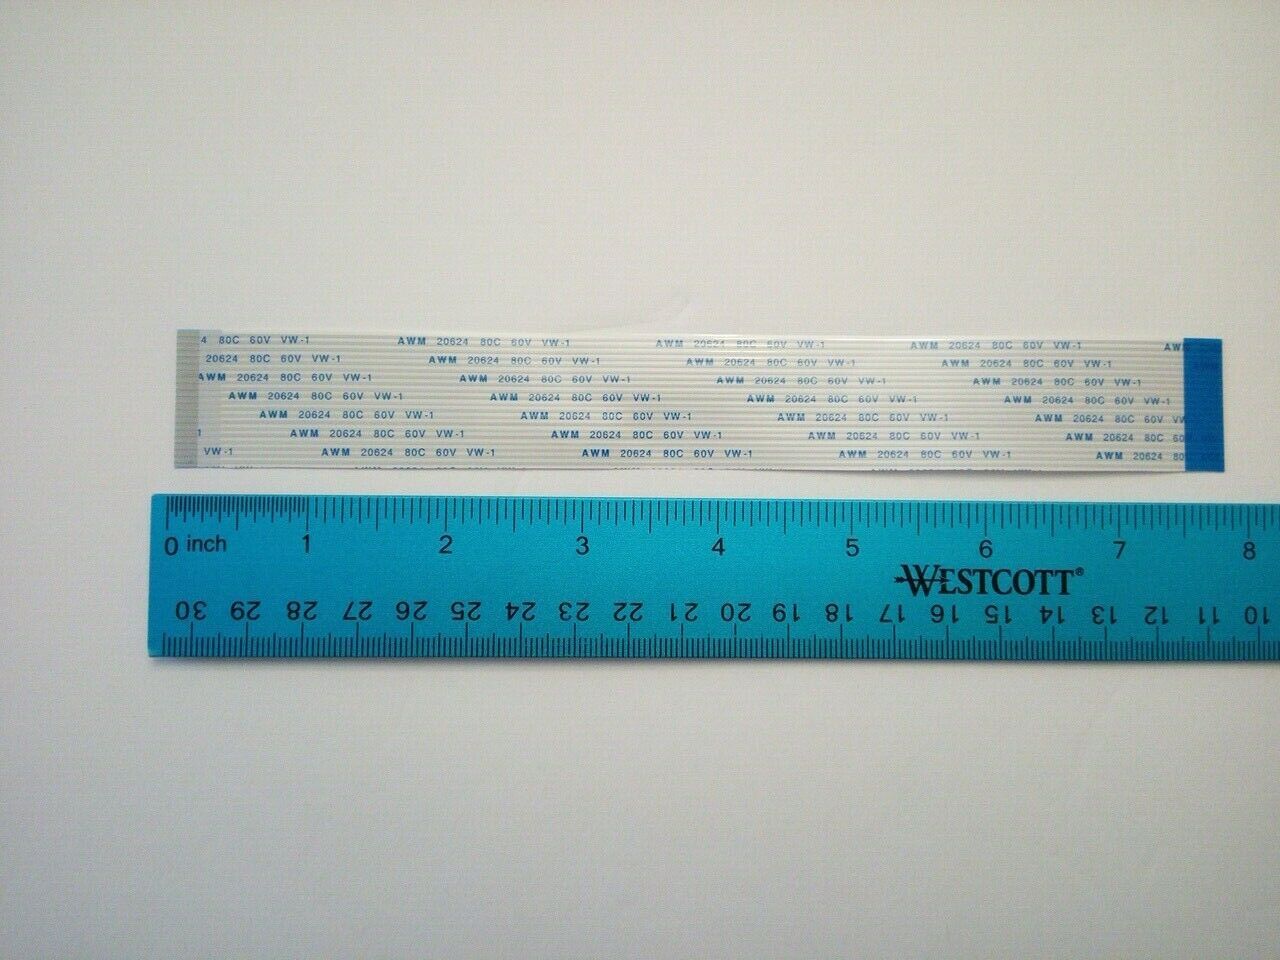 4 80C 60V VW-1 AWM 20624 80C 60V VW-1 AWM 20624 80C 60V VW-1 AWM 20624 80C 60V VW-1 AW
20624 80C 60V VW-1 AWM 20624 80C 60V VW-1 AWM 20624 80C 60V VW-1 AWM 20624 80C 60V VW-1
AWM 20624 80C 60V VW-1 AWM 20624 80C 60V VW-1 AWM 20624 80C 60V VW-1 AWM 20624 80C 60V VW-1
AWM 20624 80C 60V VW-1 AWM 20624 80C 60V VW-1 AWM 20624 80C 60V VW-1 AWM 20624 80C 60V VW-1
AWM 20624 80C 60V VW-1 AWM 20624 80C 60V VW-1 AWM 20624 80C 60V VW-1 AWM 20624 80C 60V VW
1 AWM 20624 80C 60V VW-1 AWM 20624 80C 60V VW-1 AWM 20624 80C 60V VW-1 AWM 20624 80C 60
VW-1 AWM 20624 80C 60V VW-1 AWM 20624 80C 60V VW-1 AWM 20624 80C 60V VW-1 AWM 20624 80
0 inch 1 2 3 4 5 6 7 8
WESTCOTT®
30 29 28 27 26 25 24 23 22 21 20 19 18 17 16 15 14 13 12 11 10